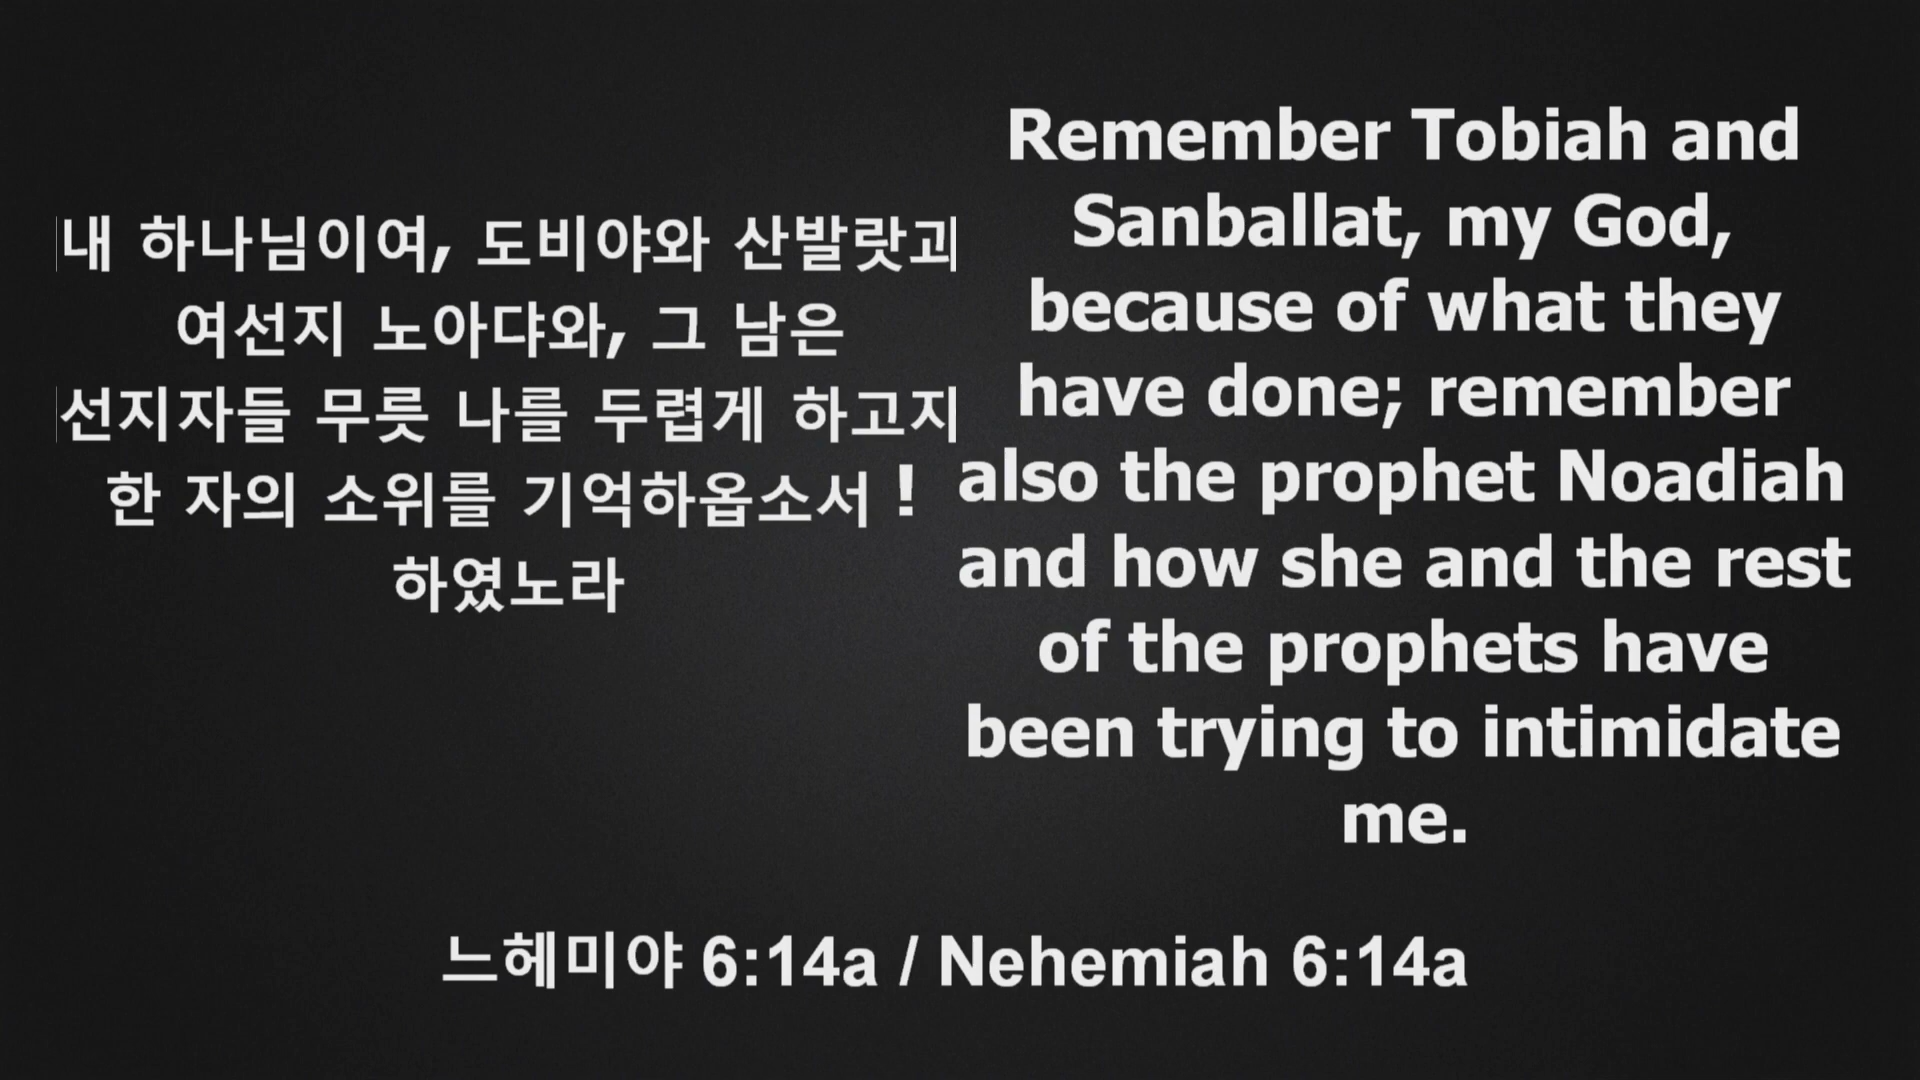 내 하나님이여, 도비야와 산발랏과
여선지 노아댜와, 그 남은
선지자들 무릇 나를 두렵게 하고자
한 자의 소위를 기억하옵소서 !
하였노라
Remember Tobiah and
Sanballat, my God,
because of what they
have done; remember
also the prophet Noadiah
and how she and the rest
of the prophets have
been trying to intimidate
me.
느헤미야 6:14a / Nehemiah 6:14a